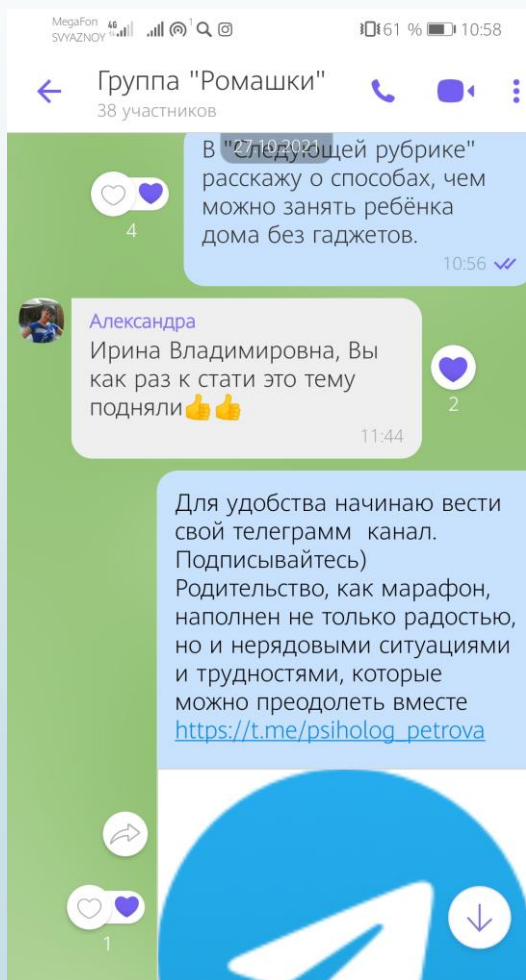 MegaFon
SVYAZNOY
4G
1
61 %
10:58
Группа "Ромашки"
38 участников
27.10.2021
В "Следующей рубрике"
расскажу о способах, чем
можно занять ребёнка
дома без гаджетов.
10:56
4
Александра
Ирина Владимировна, Вы
как раз к стати это тему
подняли👍👍
11:44
2
Для удобства начинаю вести
свой телеграмм канал.
Подписывайтесь)
Родительство, как марафон,
наполнен не только радостью,
но и нерядовыми ситуациями
и трудностями, которые
можно преодолеть вместе
https://t.me/psiholog_petrova
1